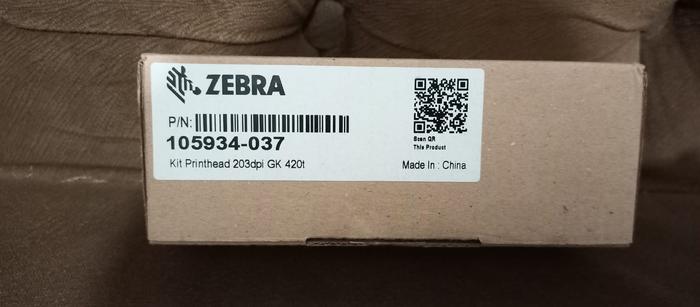 ZEBRA
P/N:
105934-037
Kit Printhead 203dpi GK 420t
Scan QR
This Product
Made In : China